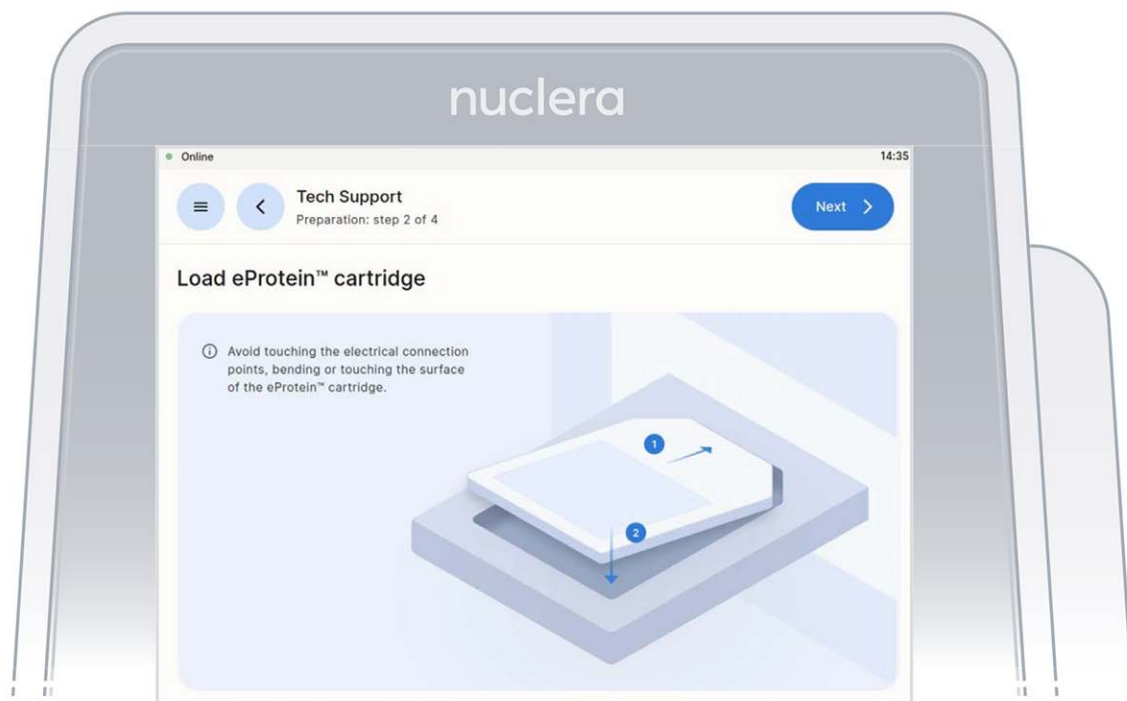 nuclera
Online
14:35
Tech Support
Preparation: step 2 of 4
Next
Load eProtein™ cartridge
Avoid touching the electrical connection
points, bending or touching the surface
of the eProtein™ cartridge.
1
2